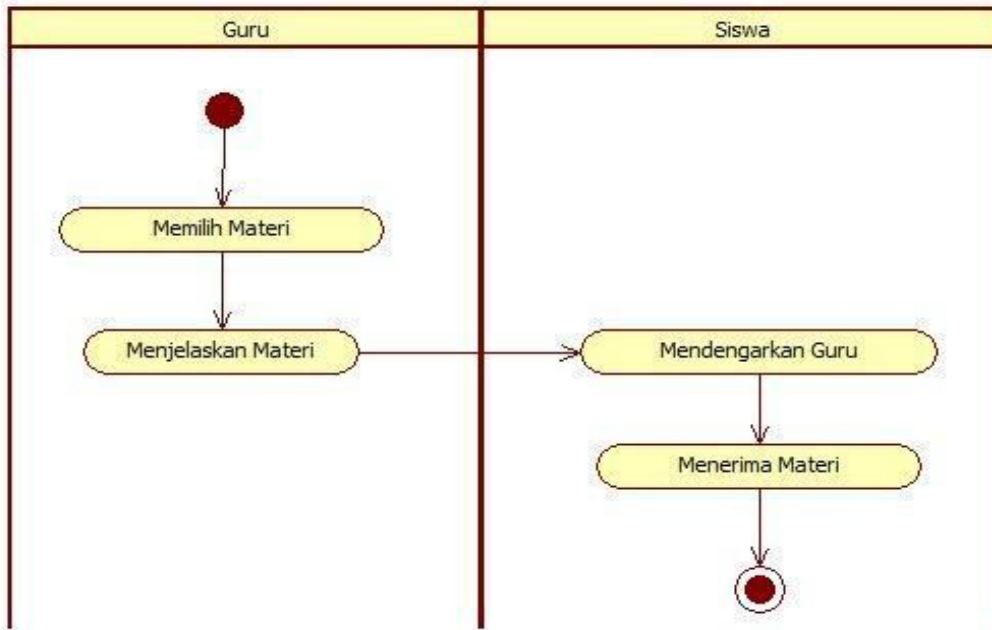 Guru
Siswa
Memilih Materi
Menjelaskan Materi
Mendengarkan Guru
Menerima Materi